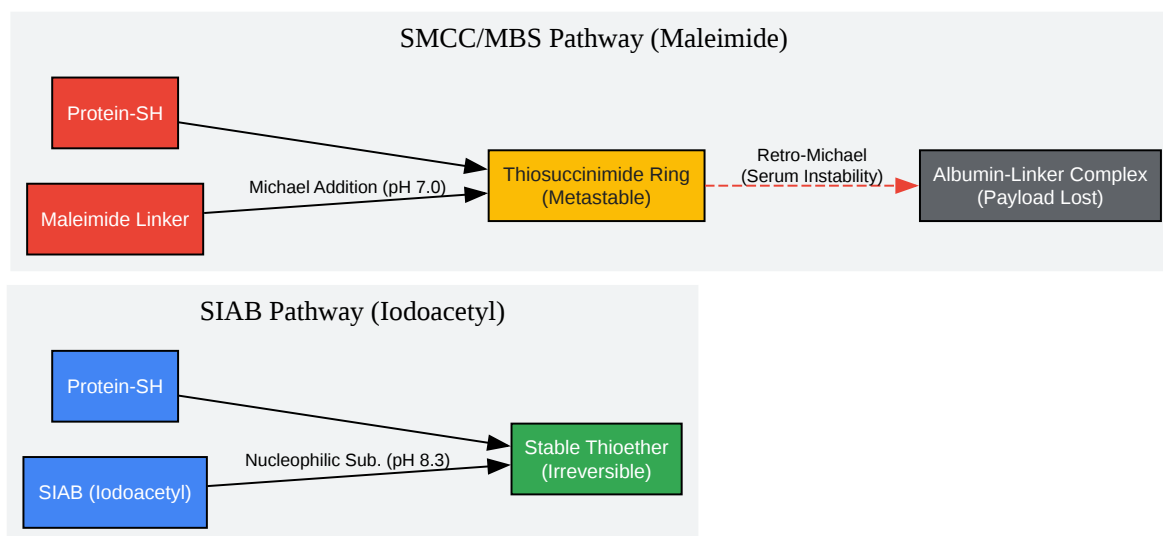 SMCC/MBS Pathway (Maleimide)
Protein-SH
Maleimide Linker
Michael Addition (pH 7.0)
Thiosuccinimide Ring
(Metastable)
Retro-Michael
(Serum Instability)
Albumin-Linker Complex
(Payload Lost)
SIAB Pathway (Iodoacetyl)
Protein-SH
SIAB (Iodoacetyl)
Nucleophilic Sub. (pH 8.3)
Stable Thioether
(Irreversible)